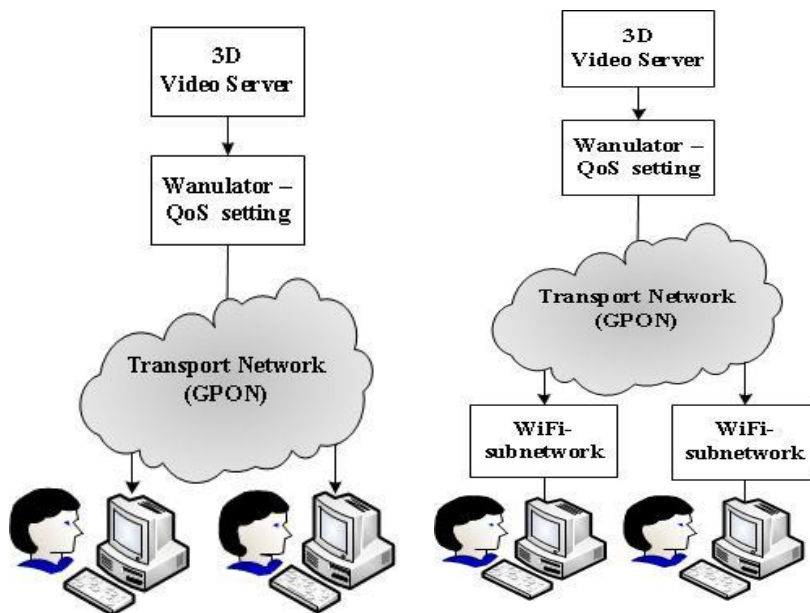 3D
Video Server
Wanulator –
QoS setting
Transport Network
(GPON)
3D
Video Server
Wanulator –
QoS setting
Transport Network
(GPON)
WiFi-
subnetwork
WiFi-
subnetwork